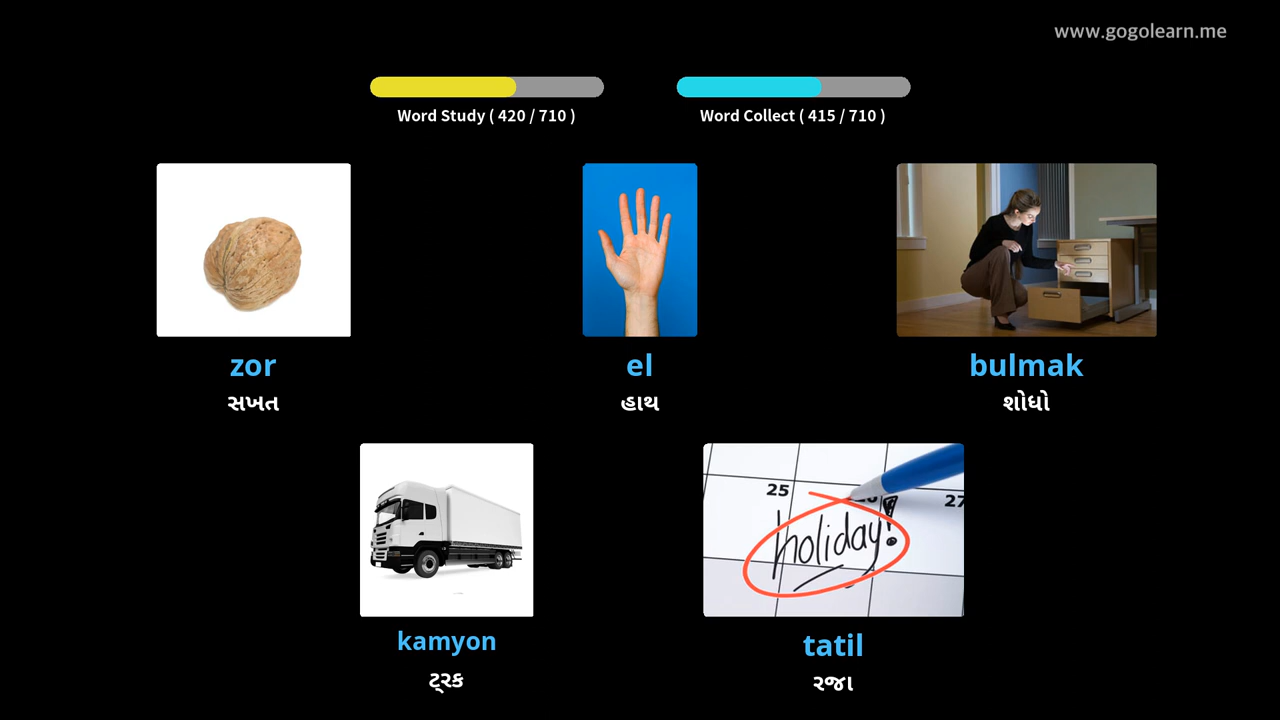 www.gogolearn.me
Word Study ( 420 / 710 )
Word Collect ( 415 / 710 )
zor
સખત
el
હાથ
bulmak
શોધો
kamyon
ટ્રક
25
27
holiday!
tatil
રજા